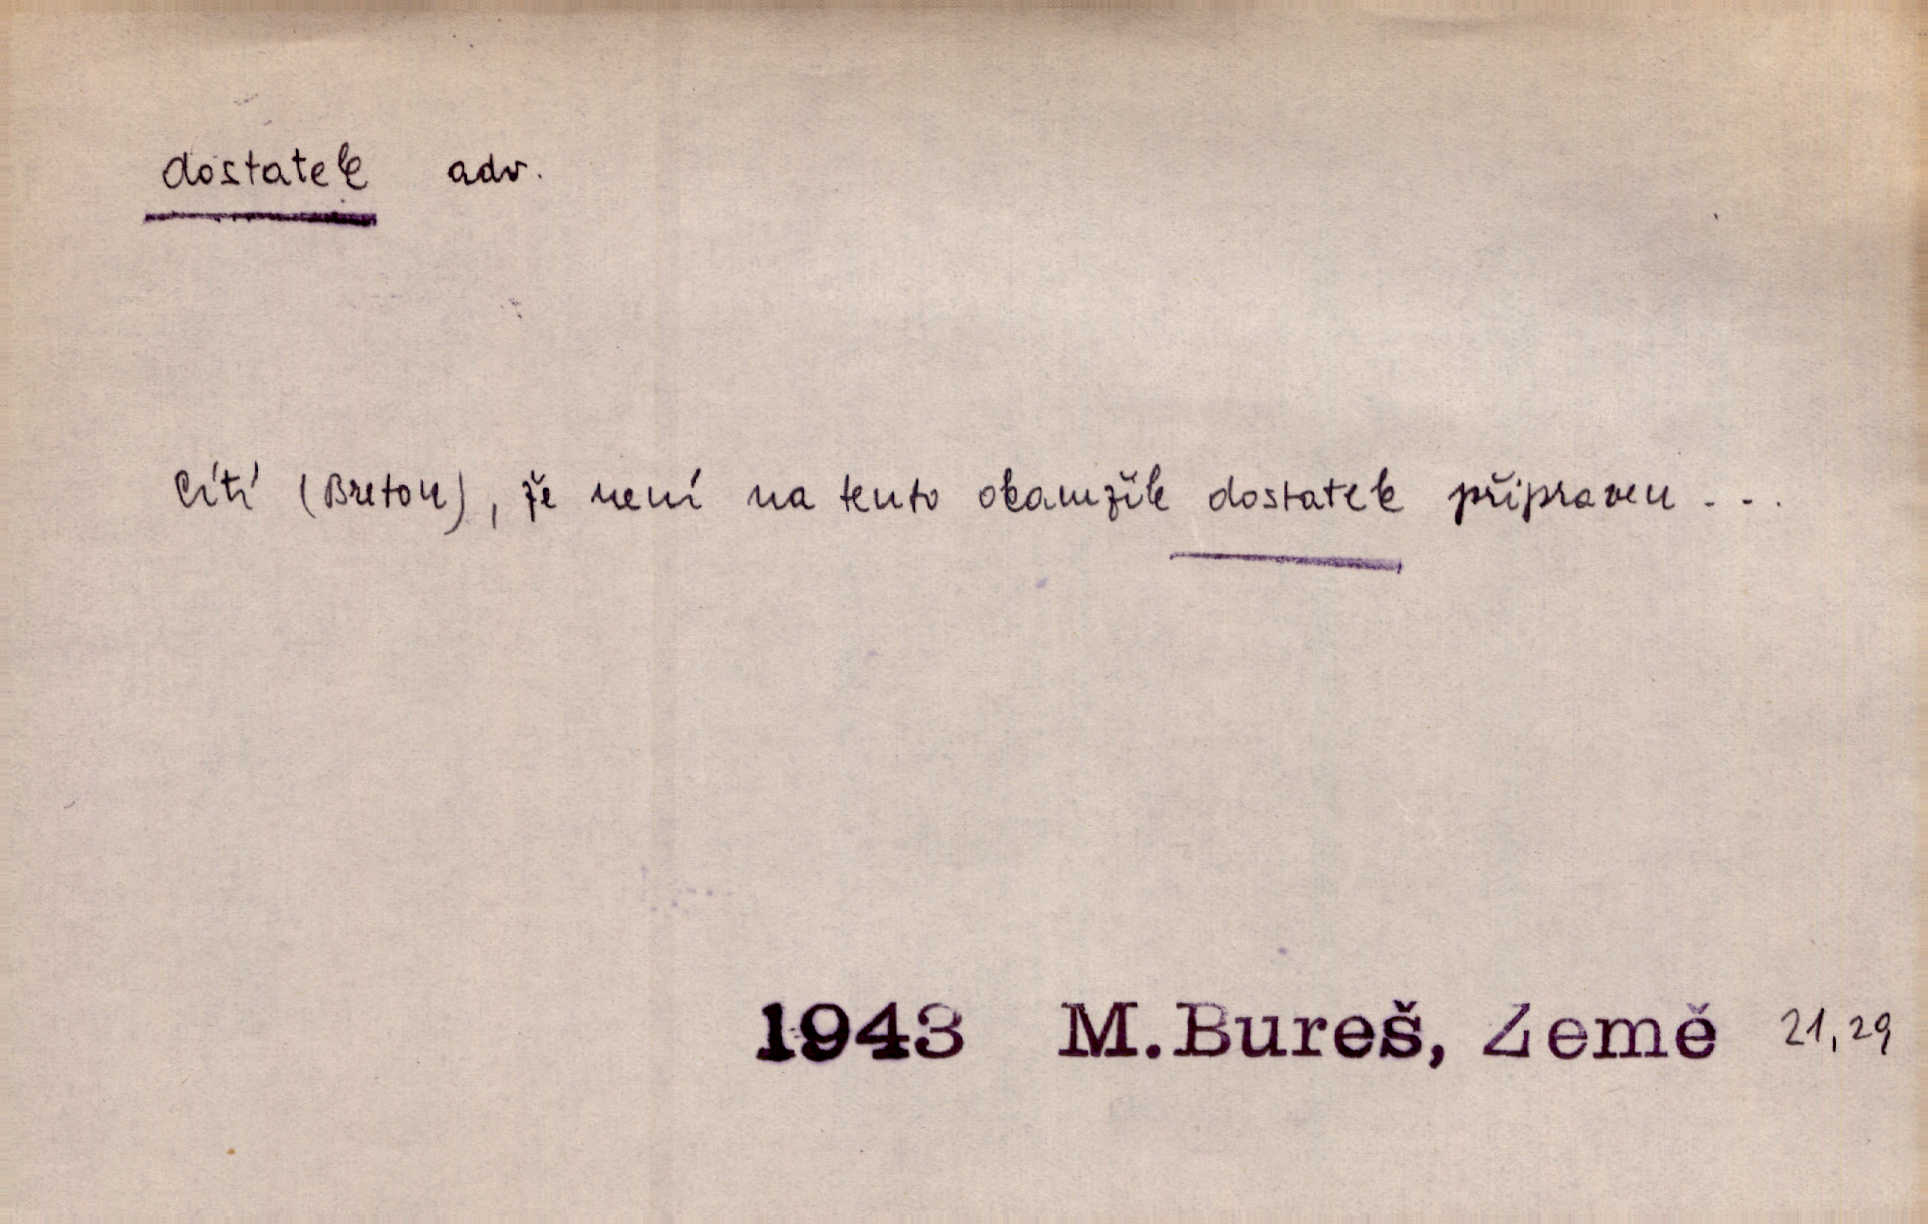 dostatek adv.
Cítí (Breton), že není na tento okamžik dostatek připraven...
1943 M. Bureš, Země 21, 29